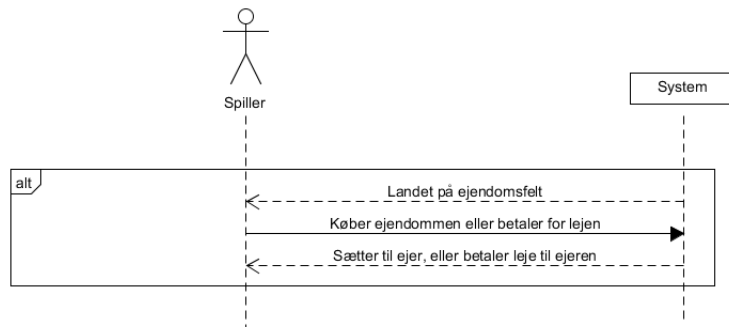 Spiller
System
alt
Landet på ejendomsfelt
Køber ejendommen eller betaler for lejen
Sætter til ejer, eller betaler leje til ejeren